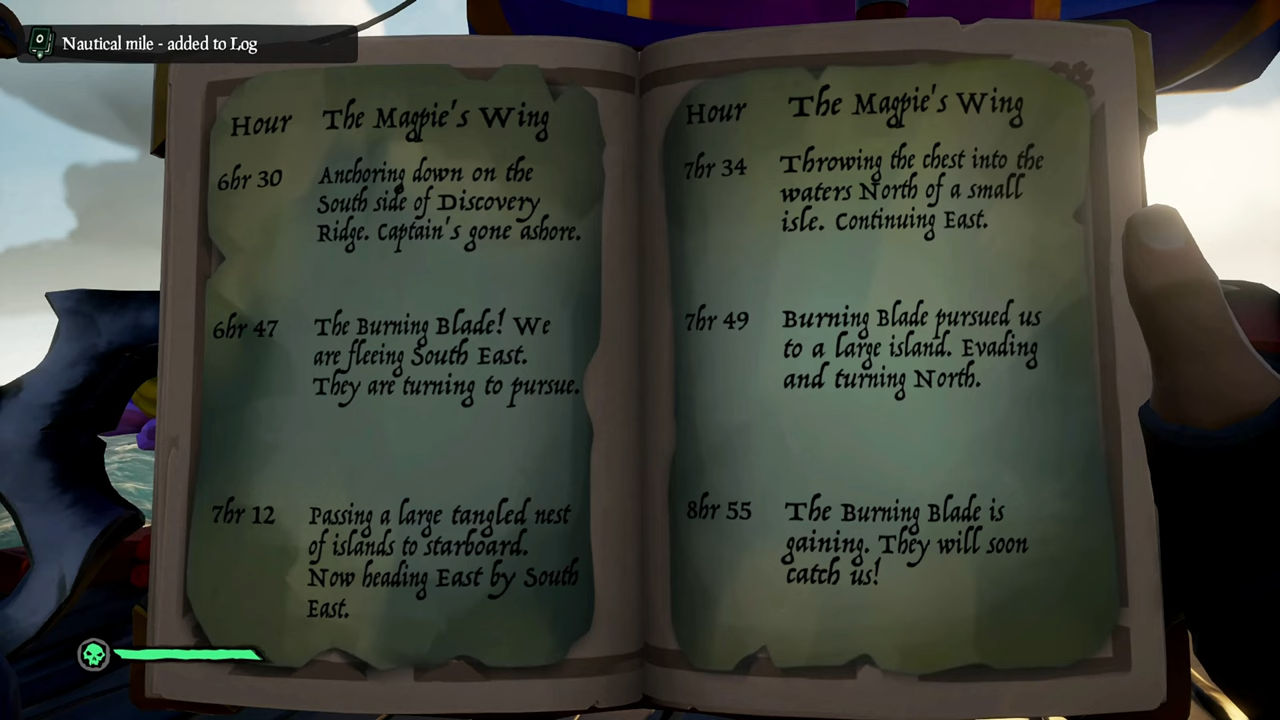 Nautical mile - added to Log
Hour The Magpie's Wing
6hr 30 Anchoring down on the
South side of Discovery
Ridge. Captain's gone ashore.
6hr 47 The Burning Blade! We
are fleeing South East.
They are turning to pursue.
7hr 12 Passing a large tangled nest
of islands to starboard.
Now heading East by South
East.
Hour The Magpie's Wing
7hr 34 Throwing the chest into the
waters North of a small
isle. Continuing East.
7hr 49 Burning Blade pursued us
to a large island. Evading
and turning North.
8hr 55 The Burning Blade is
gaining. They will soon
catch us!